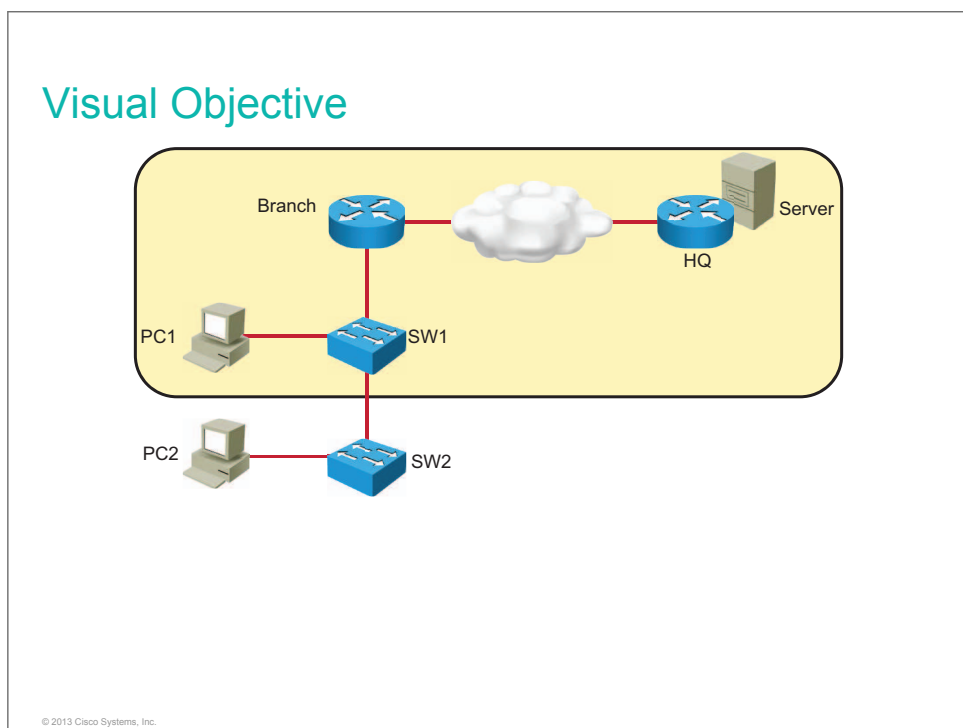 Visual Objective
Branch
Server
HQ
PC1
SW1
PC2
SW2
© 2013 Cisco Systems, Inc.